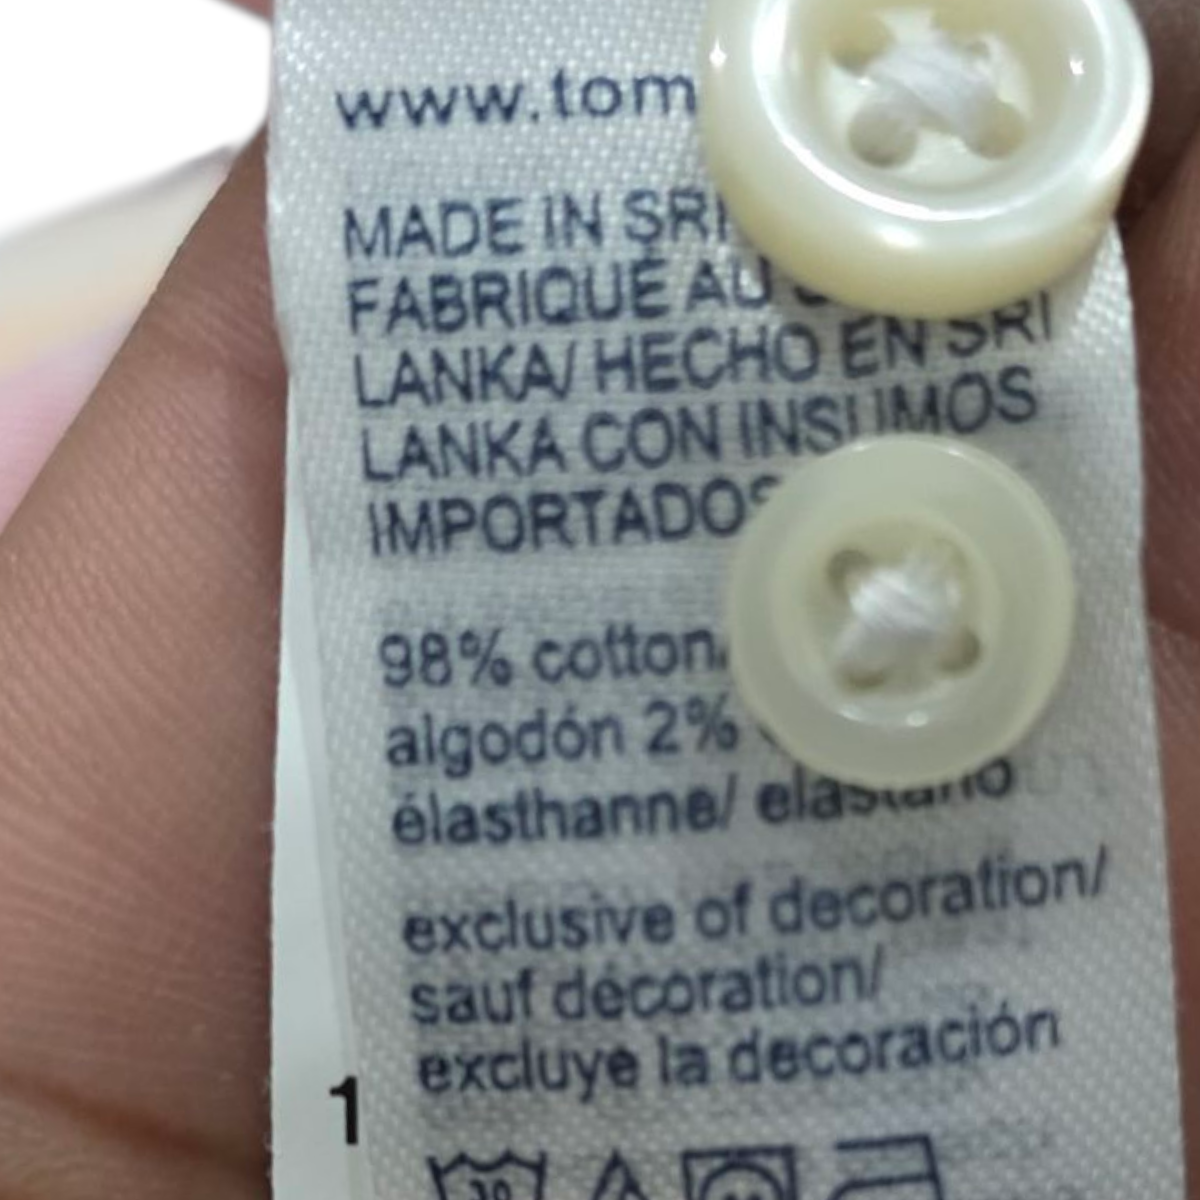 www.tom
MADE IN SRI
FABRIQUÉ AU
LANKA/ HECHO EN SRI
LANKA CON INSUMOS
IMPORTADOS
98% cotton/
algodón 2%
élasthanne/ elastano
exclusive of decoration/
sauf décoration/
excluye la decoración
1
30